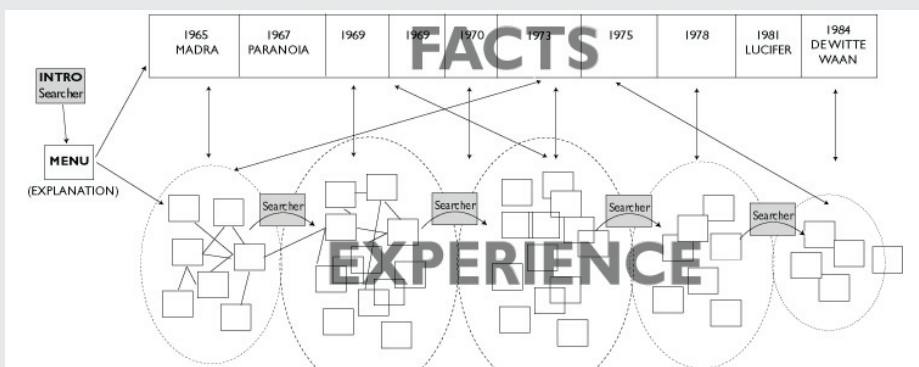 1965
MADRA
1967
PARANOIA
1969
1969
1970
1973
1975
1978
1981
LUCIFER
1984
DE WITTE
WAAN
FACTS
INTRO
Searcher
MENU
(EXPLANATION)
Searcher
Searcher
Searcher
Searcher
EXPERIENCE